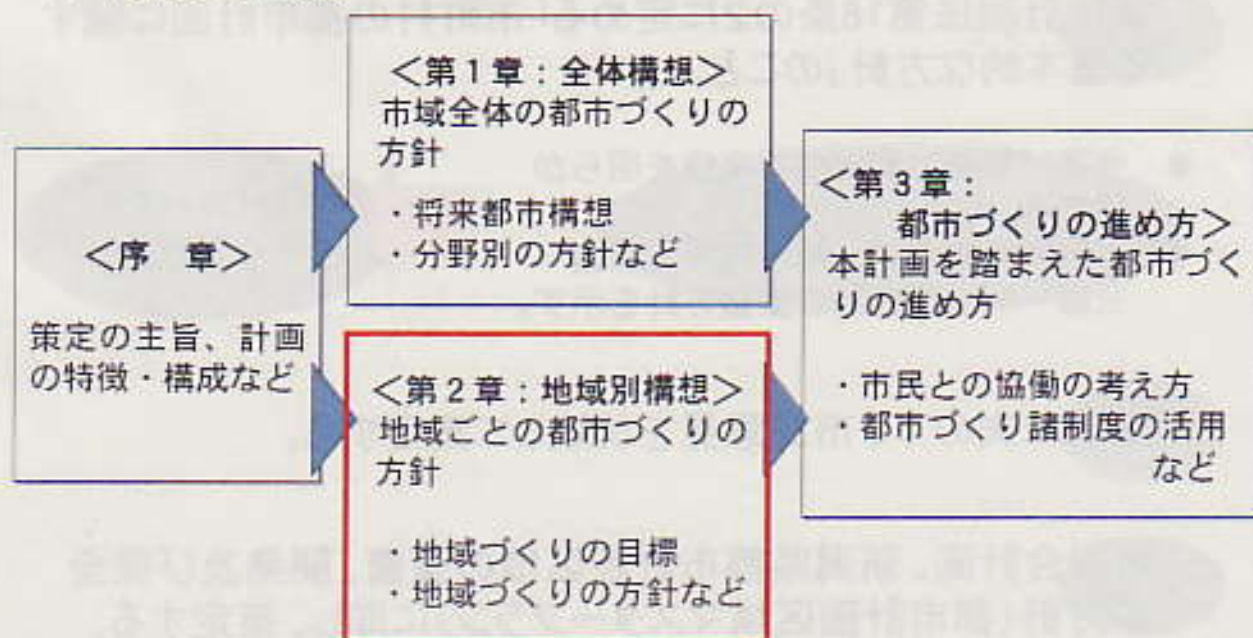 ＜序　章＞
策定の主旨、計画
の特徴・構成など
＜第１章：全体構想＞
市域全体の都市づくりの
方針
・将来都市構想
・分野別の方針など
＜第２章：地域別構想＞
地域ごとの都市づくりの
方針
・地域づくりの目標
・地域づくりの方針など
＜第３章：
都市づくりの進め方＞
本計画を踏まえた都市づく
りの進め方
・市民との協働の考え方
・都市づくり諸制度の活用
など